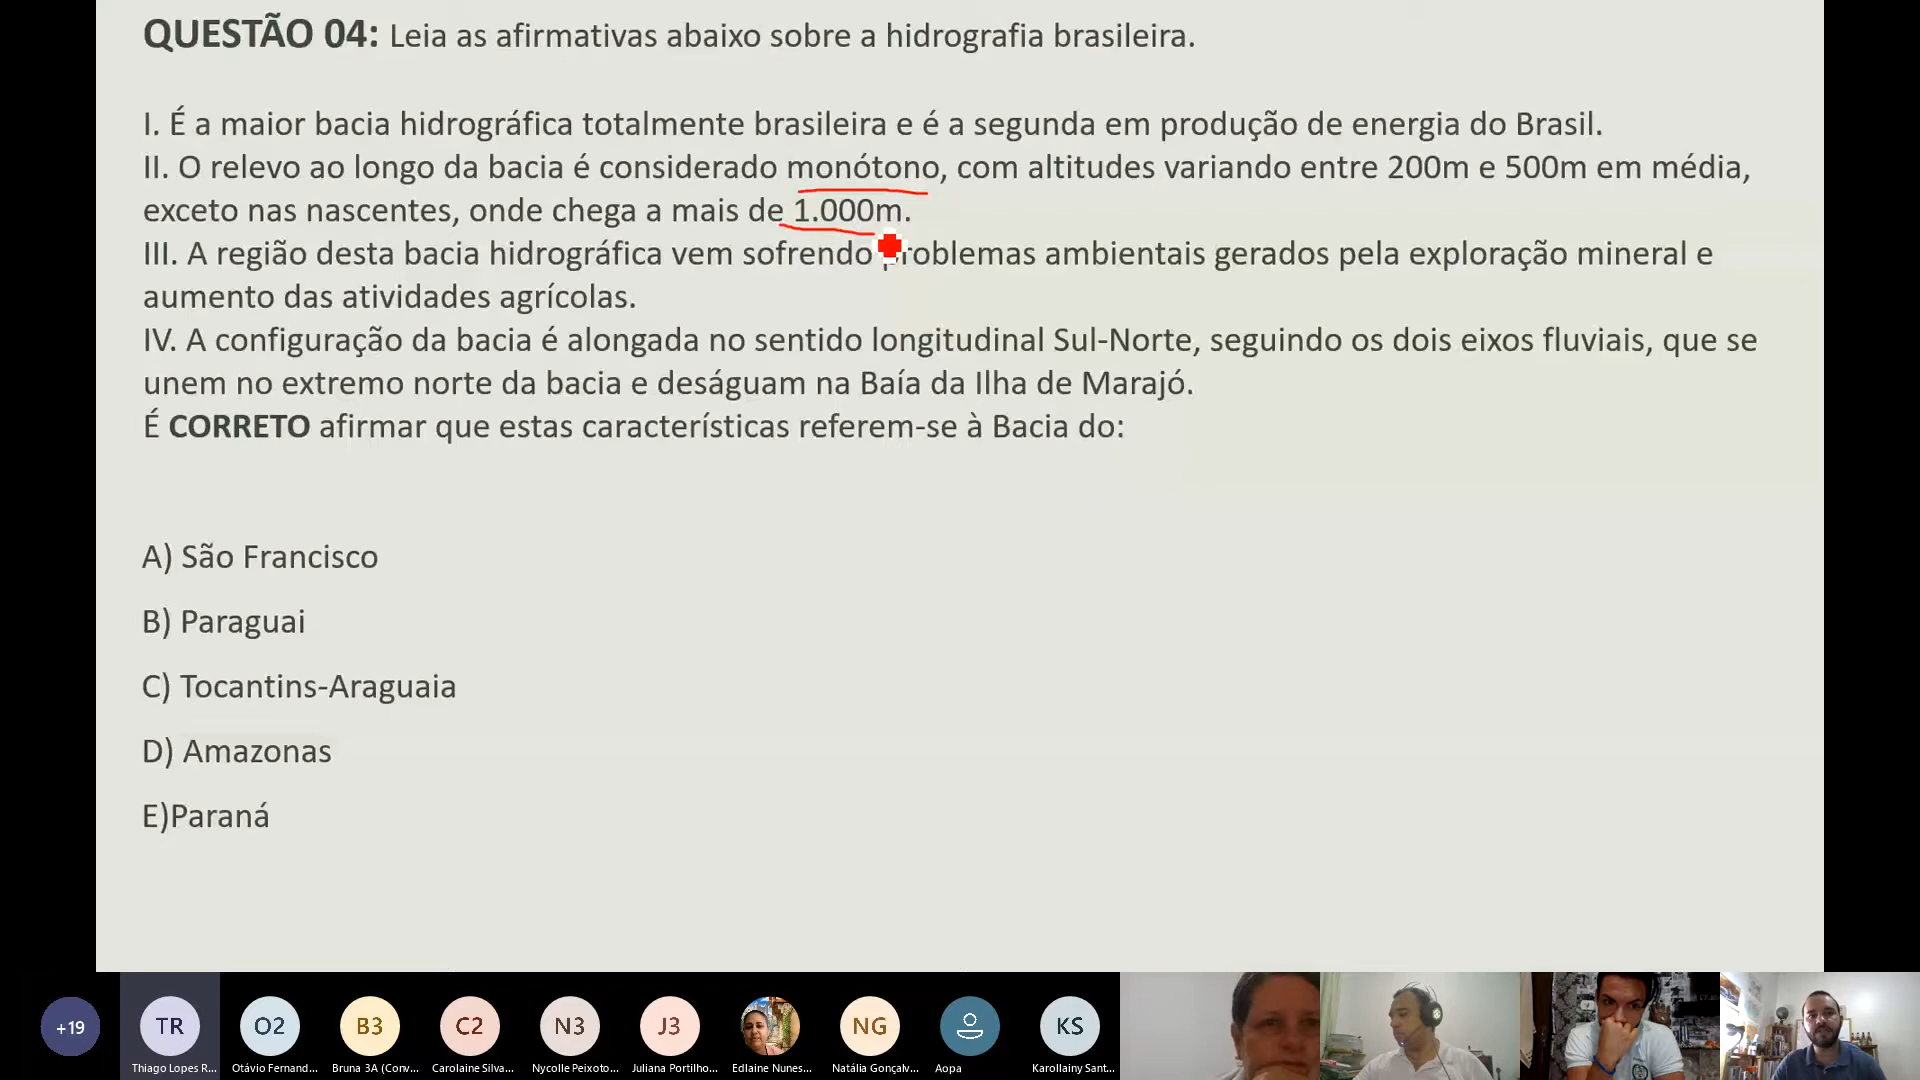 QUESTÃO 04: Leia as afirmativas abaixo sobre a hidrografia brasileira.
I. É a maior bacia hidrográfica totalmente brasileira e é a segunda em produção de energia do Brasil.
II. O relevo ao longo da bacia é considerado monótono, com altitudes variando entre 200m e 500m em média,
exceto nas nascentes, onde chega a mais de 1.000m.
III. A região desta bacia hidrográfica vem sofrendo problemas ambientais gerados pela exploração mineral e
aumento das atividades agrícolas.
IV. A configuração da bacia é alongada no sentido longitudinal Sul-Norte, seguindo os dois eixos fluviais, que se
unem no extremo norte da bacia e deságuam na Baía da Ilha de Marajó.
É CORRETO afirmar que estas características referem-se à Bacia do:
A) São Francisco
B) Paraguai
C) Tocantins-Araguaia
D) Amazonas
E)Paraná
+19 TR O2 B3 C2 N3 J3 NG KS
Thiago Lopes R... Otávio Fernand... Bruna 3A (Conv... Carolaine Silva... Nycolle Peixoto... Juliana Portilho... Edlaine Nunes... Natália Gonçalv... Aopa Karollainy Sant...